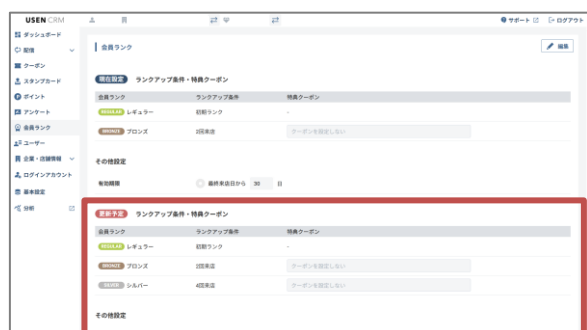 USEN CRM
サポート ログアウト
ダッシュボード
配信
クーポン
スタンプカード
ポイント
アンケート
会員ランク
ユーザー
企業・店舗情報
ログインアカウント
基本設定
分析
会員ランク
編集
現在設定 ランクアップ条件・特典クーポン
会員ランク ランクアップ条件 特典クーポン
REGULAR レギュラー 初期ランク -
BRONZE ブロンズ 2回来店 クーポンを設定しない
その他設定
有効期限 最終来店日から 30 日
更新予定 ランクアップ条件・特典クーポン
会員ランク ランクアップ条件 特典クーポン
REGULAR レギュラー 初期ランク -
BRONZE ブロンズ 2回来店 クーポンを設定しない
SILVER シルバー 4回来店 クーポンを設定しない
その他設定